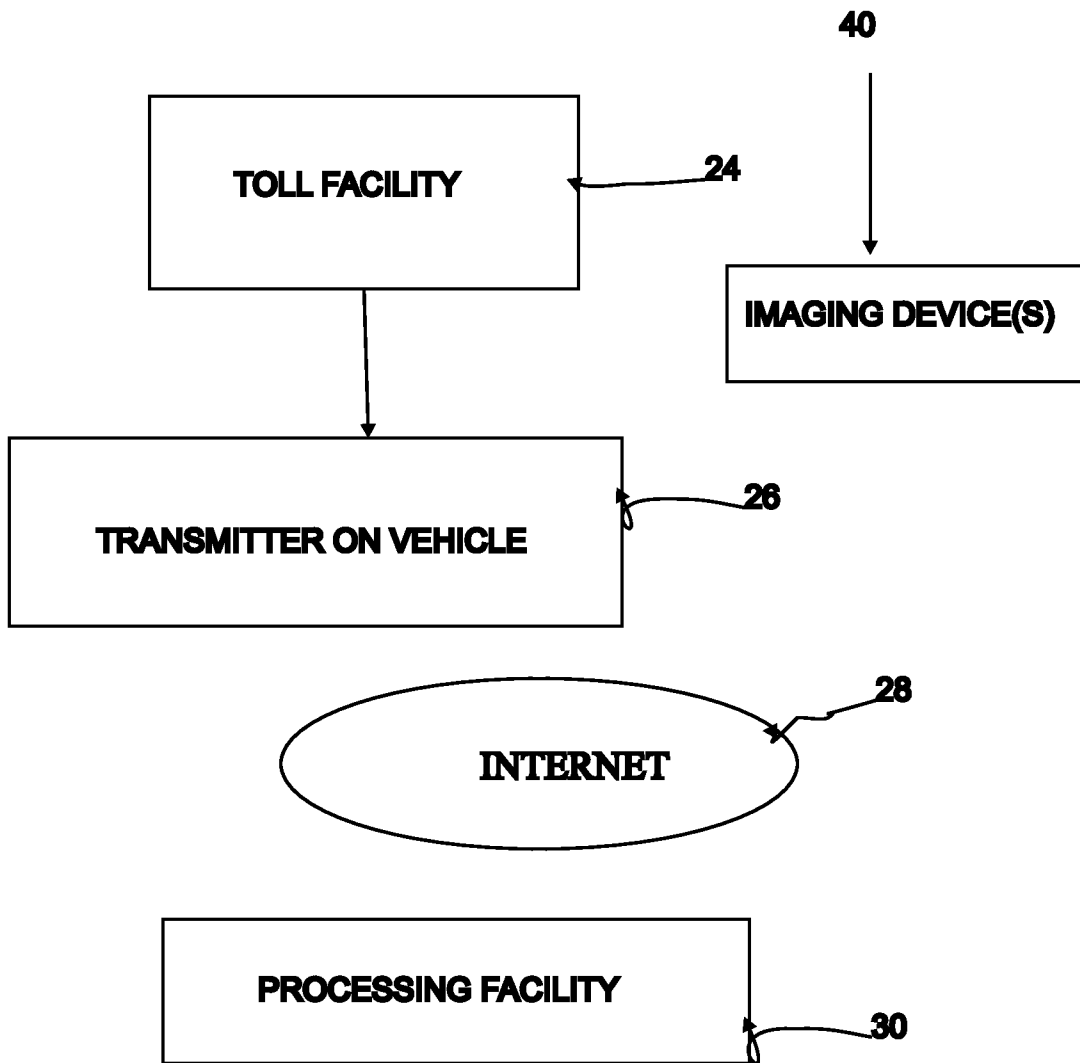 40
TOLL FACILITY
24
IMAGING DEVICE(S)
26
TRANSMITTER ON VEHICLE
28
INTERNET
PROCESSING FACILITY
30